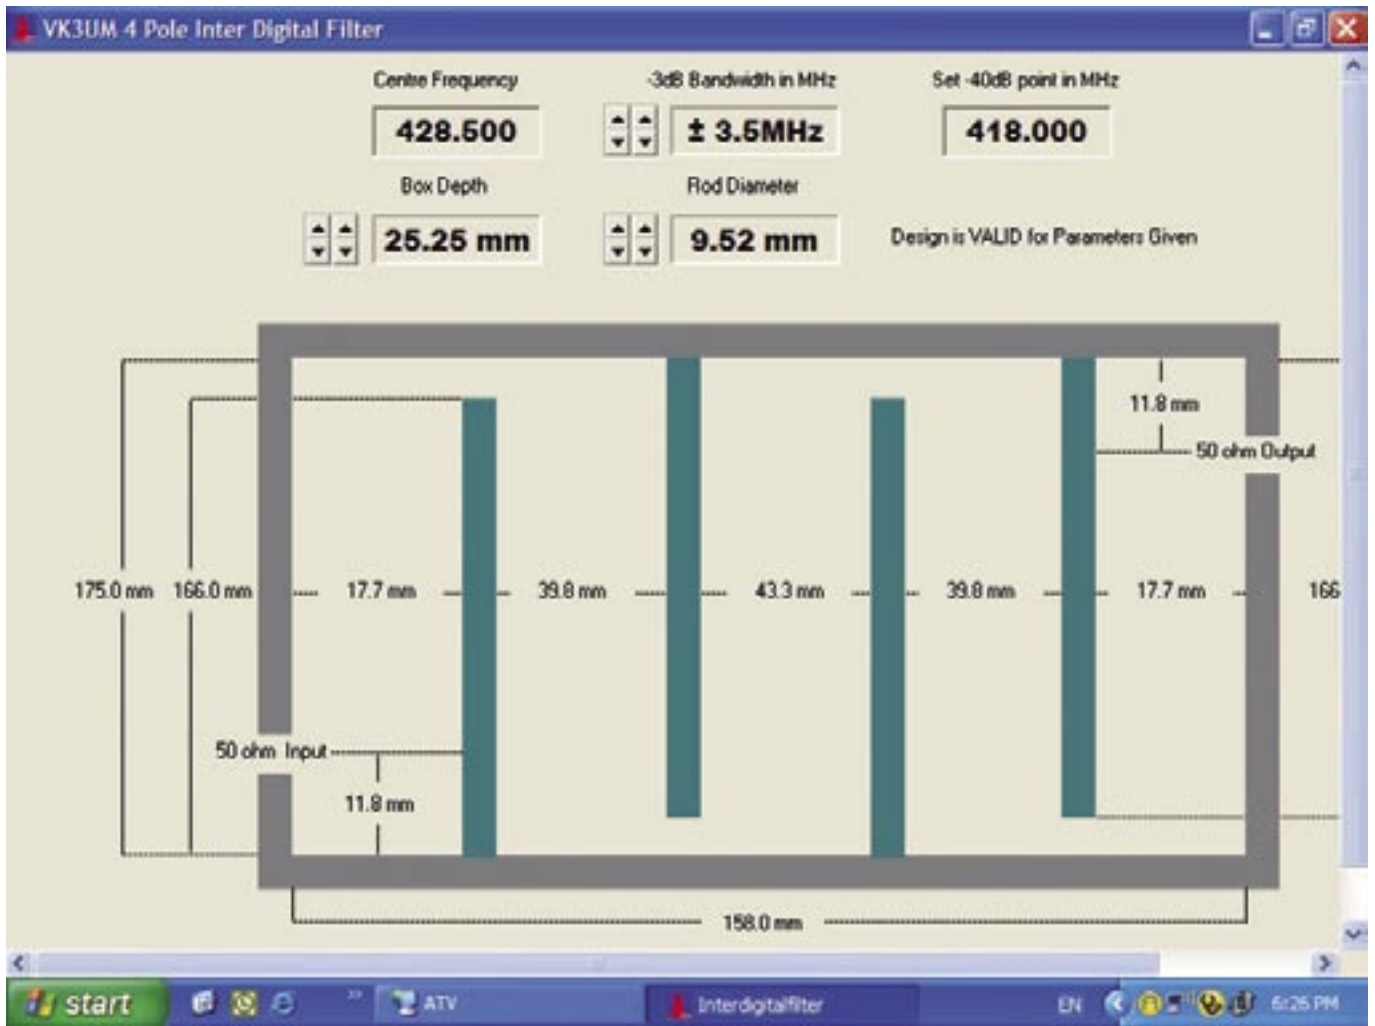 VK3UM 4 Pole Inter Digital Filter
Centre Frequency
-3dB Bandwidth in MHz
Set -40dB point in MHz
428.500
± 3.5MHz
418.000
Box Depth
Rod Diameter
25.25 mm
9.52 mm
Design is VALID for Parameters Given
11.8 mm
50 ohm Output
175.0 mm
166.0 mm
17.7 mm
39.8 mm
43.3 mm
39.8 mm
17.7 mm
166
50 ohm Input
11.8 mm
158.0 mm
start
ATV
Interdigitalfilter
EN
6:26 PM